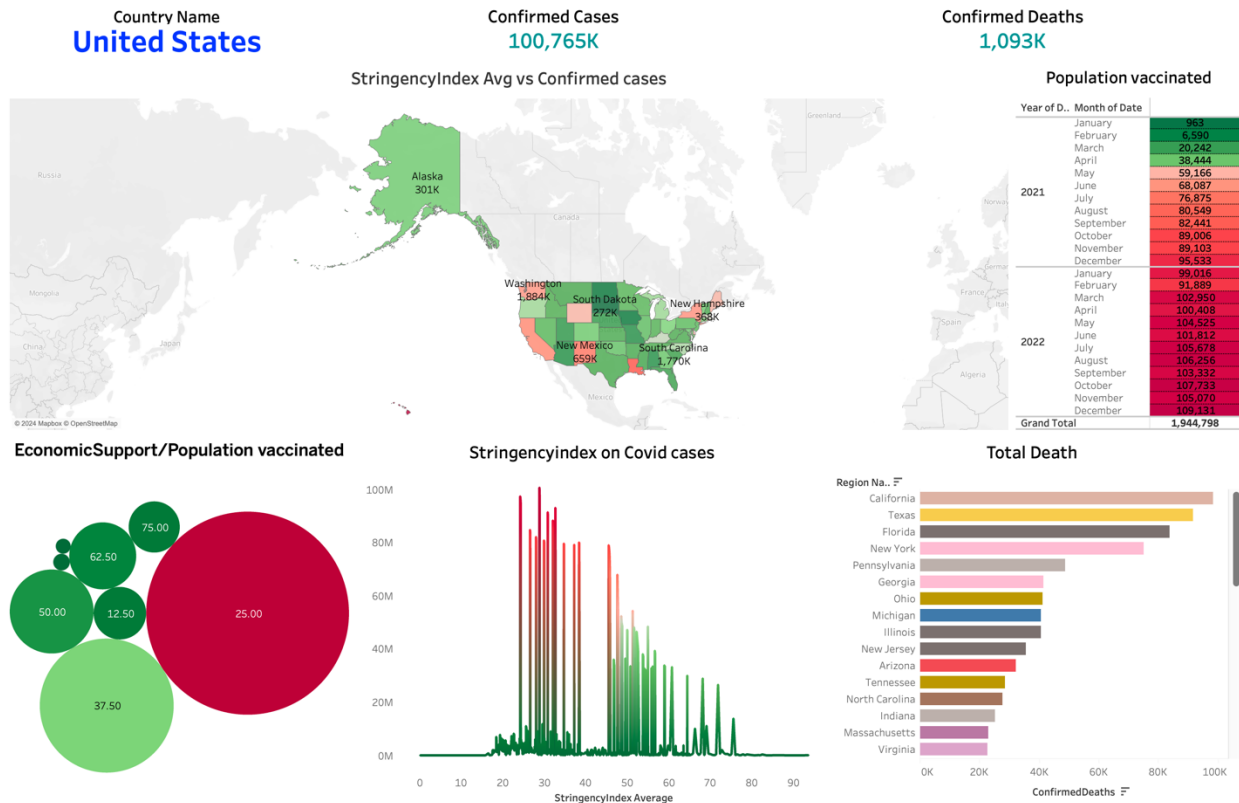 Country Name
United States
Confirmed Cases
100,765K
Confirmed Deaths
1,093K
StringencyIndex Avg vs Confirmed cases
Russia
Mongolia
China
Japan
Greenland
Canada
Mexico
Norway
German
France
Ita
Spain
Algeria
Alaska
301K
Washington
1,884K
South Dakota
272K
New Hampshire
368K
New Mexico
659K
South Carolina
1,770K
© 2024 Mapbox © OpenStreetMap
Population vaccinated
Year of D.. Month of Date
2021
January 963
February 6,590
March 20,242
April 38,444
May 59,166
June 68,087
July 76,875
August 80,549
September 82,441
October 89,006
November 89,103
December 95,533
2022
January 99,016
February 91,889
March 102,950
April 100,408
May 104,525
June 101,812
July 105,678
August 106,256
September 103,332
October 107,733
November 105,070
December 109,131
Grand Total 1,944,798
EconomicSupport/Population vaccinated
75.00
62.50
50.00
12.50
25.00
37.50
Stringencyindex on Covid cases
100M
80M
60M
40M
20M
0M
0 10 20 30 40 50 60 70 80 90
StringencyIndex Average
Total Death
Region Na..
California
Texas
Florida
New York
Pennsylvania
Georgia
Ohio
Michigan
Illinois
New Jersey
Arizona
Tennessee
North Carolina
Indiana
Massachusetts
Virginia
0K 20K 40K 60K 80K 100K
ConfirmedDeaths